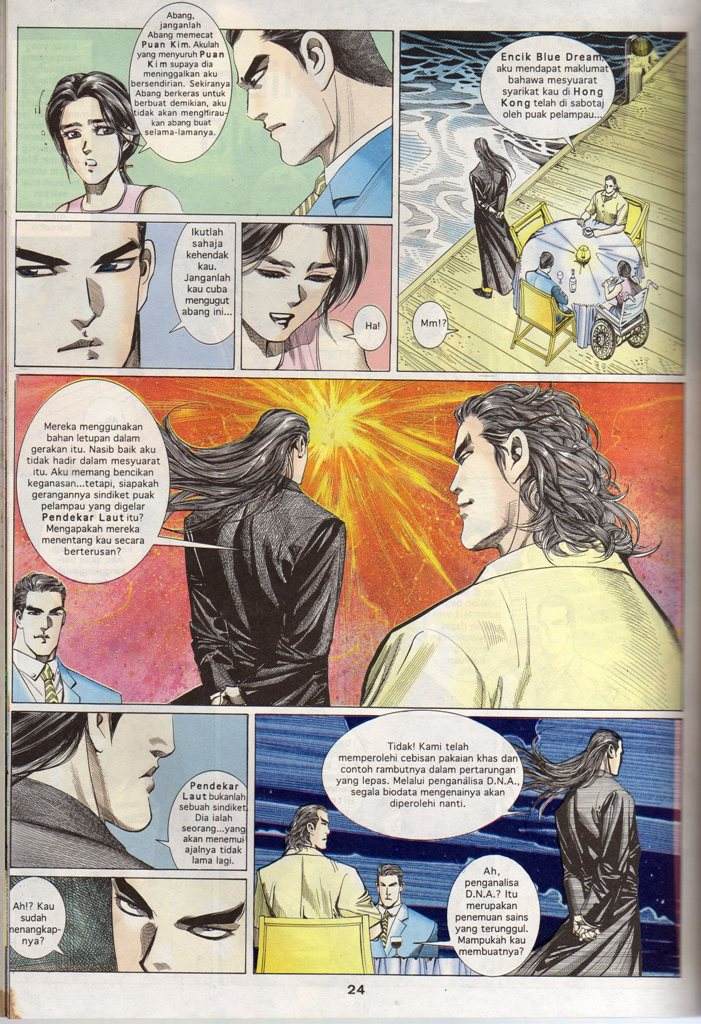 Abang,
janganlah
Abang memecat
Puan Kim. Akulah
yang menyuruh Puan
Kim supaya dia
meninggalkan aku
bersendirian. Sekiranya
Abang berkeras untuk
berbuat demikian, aku
tidak akan menghirau-
kan abang buat
selama-lamanya.
Encik Blue Dream,
aku mendapat maklumat
bahawa mesyuarat
syarikat kau di Hong
Kong telah di sabotaj
oleh puak pelampau...
Ikutlah
sahaja
kehendak
kau.
Janganlah
kau cuba
mengugut
abang ini...
Ha!
Mm!?
Mereka menggunakan
bahan letupan dalam
gerakan itu. Nasib baik aku
tidak hadir dalam mesyuarat
itu. Aku memang bencikan
keganasan...tetapi, siapakah
gerangannya sindiket puak
pelampau yang digelar
Pendekar Laut itu?
Mengapakah mereka
menentang kau secara
berterusan?
Pendekar
Laut bukanlah
sebuah sindiket.
Dia ialah
seorang...yang
akan menemui
ajalnya tidak
lama lagi.
Tidak! Kami telah
memperolehi cebisan pakaian khas dan
contoh rambutnya dalam pertarungan
yang lepas. Melalui penganalisa D.N.A.,
segala biodata mengenainya akan
diperolehi nanti.
Ah!? Kau
sudah
menangkap-
nya?
Ah,
penganalisa
D.N.A.? Itu
merupakan
penemuan sains
yang terunggul.
Mampukah kau
membuatnya?
24